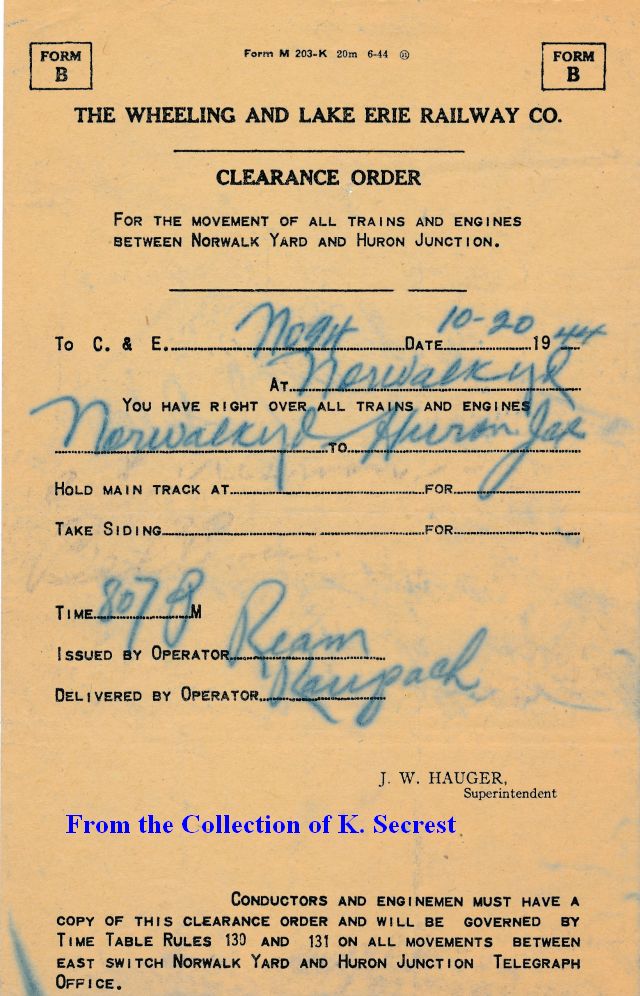 FORM B
Form M 203-K 20m 6-44
FORM B
THE WHEELING AND LAKE ERIE RAILWAY CO.
CLEARANCE ORDER
FOR THE MOVEMENT OF ALL TRAINS AND ENGINES
BETWEEN NORWALK YARD AND HURON JUNCTION.
TO C. & E. No 94 DATE 10-20 1944
AT Norwalk yd
YOU HAVE RIGHT OVER ALL TRAINS AND ENGINES
Norwalk yd TO Huron Jct
HOLD MAIN TRACK AT FOR
TAKE SIDING FOR
TIME 807 P M
ISSUED BY OPERATOR Ream
DELIVERED BY OPERATOR
J. W. HAUGER,
Superintendent
From the Collection of K. Secrest
CONDUCTORS AND ENGINEMEN MUST HAVE A
COPY OF THIS CLEARANCE ORDER AND WILL BE GOVERNED BY
TIME TABLE RULES 130 AND 131 ON ALL MOVEMENTS BETWEEN
EAST SWITCH NORWALK YARD AND HURON JUNCTION TELEGRAPH
OFFICE.